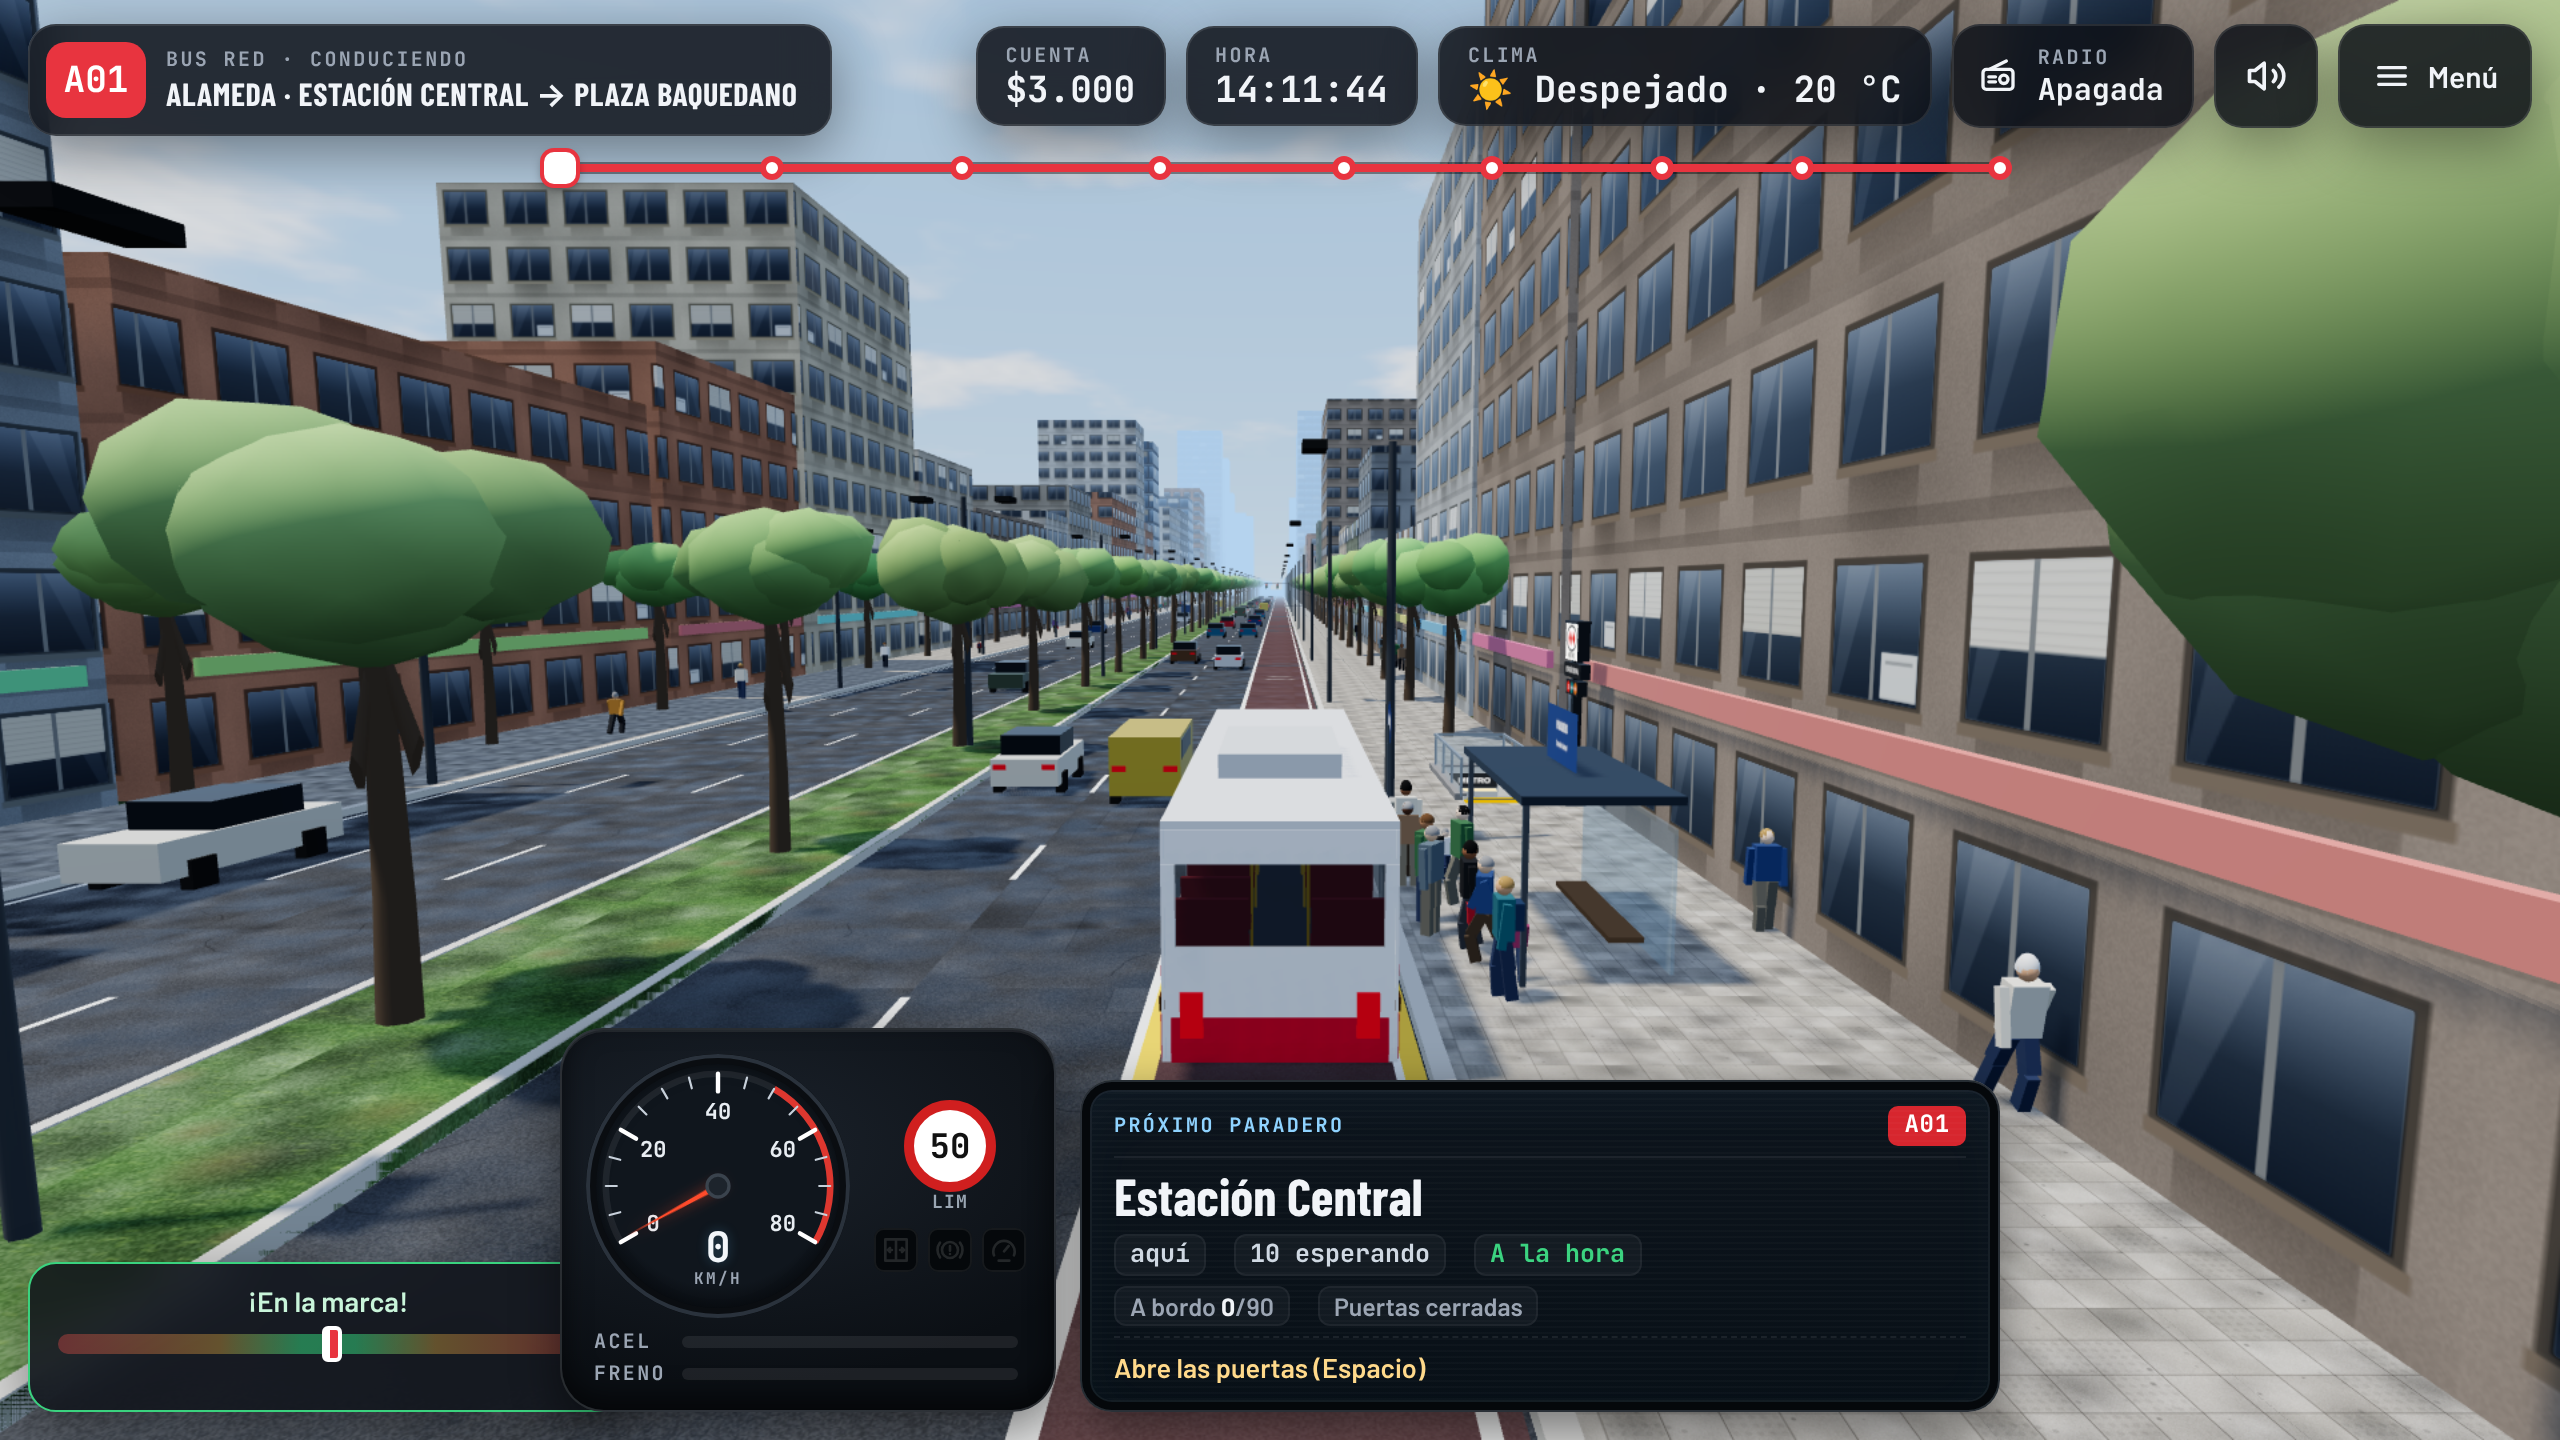 A01
BUS RED · CONDUCIENDO
ALAMEDA · ESTACIÓN CENTRAL → PLAZA BAQUEDANO
CUENTA
$3.000
HORA
14:11:44
CLIMA
Despejado · 20 °C
RADIO
Apagada
Menú
METRO
¡En la marca!
0
20
40
60
80
0
KM/H
50
LIM
ACEL
FRENO
PRÓXIMO PARADERO
A01
Estación Central
aquí
10 esperando
A la hora
A bordo 0/90
Puertas cerradas
Abre las puertas (Espacio)